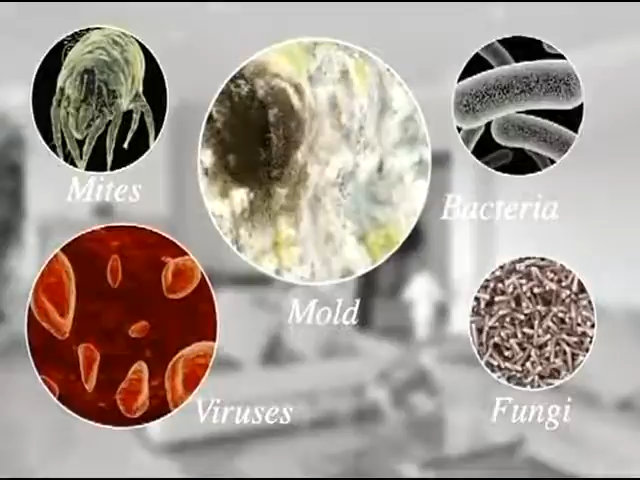 Mites
Bacteria
Mold
Viruses
Fungi